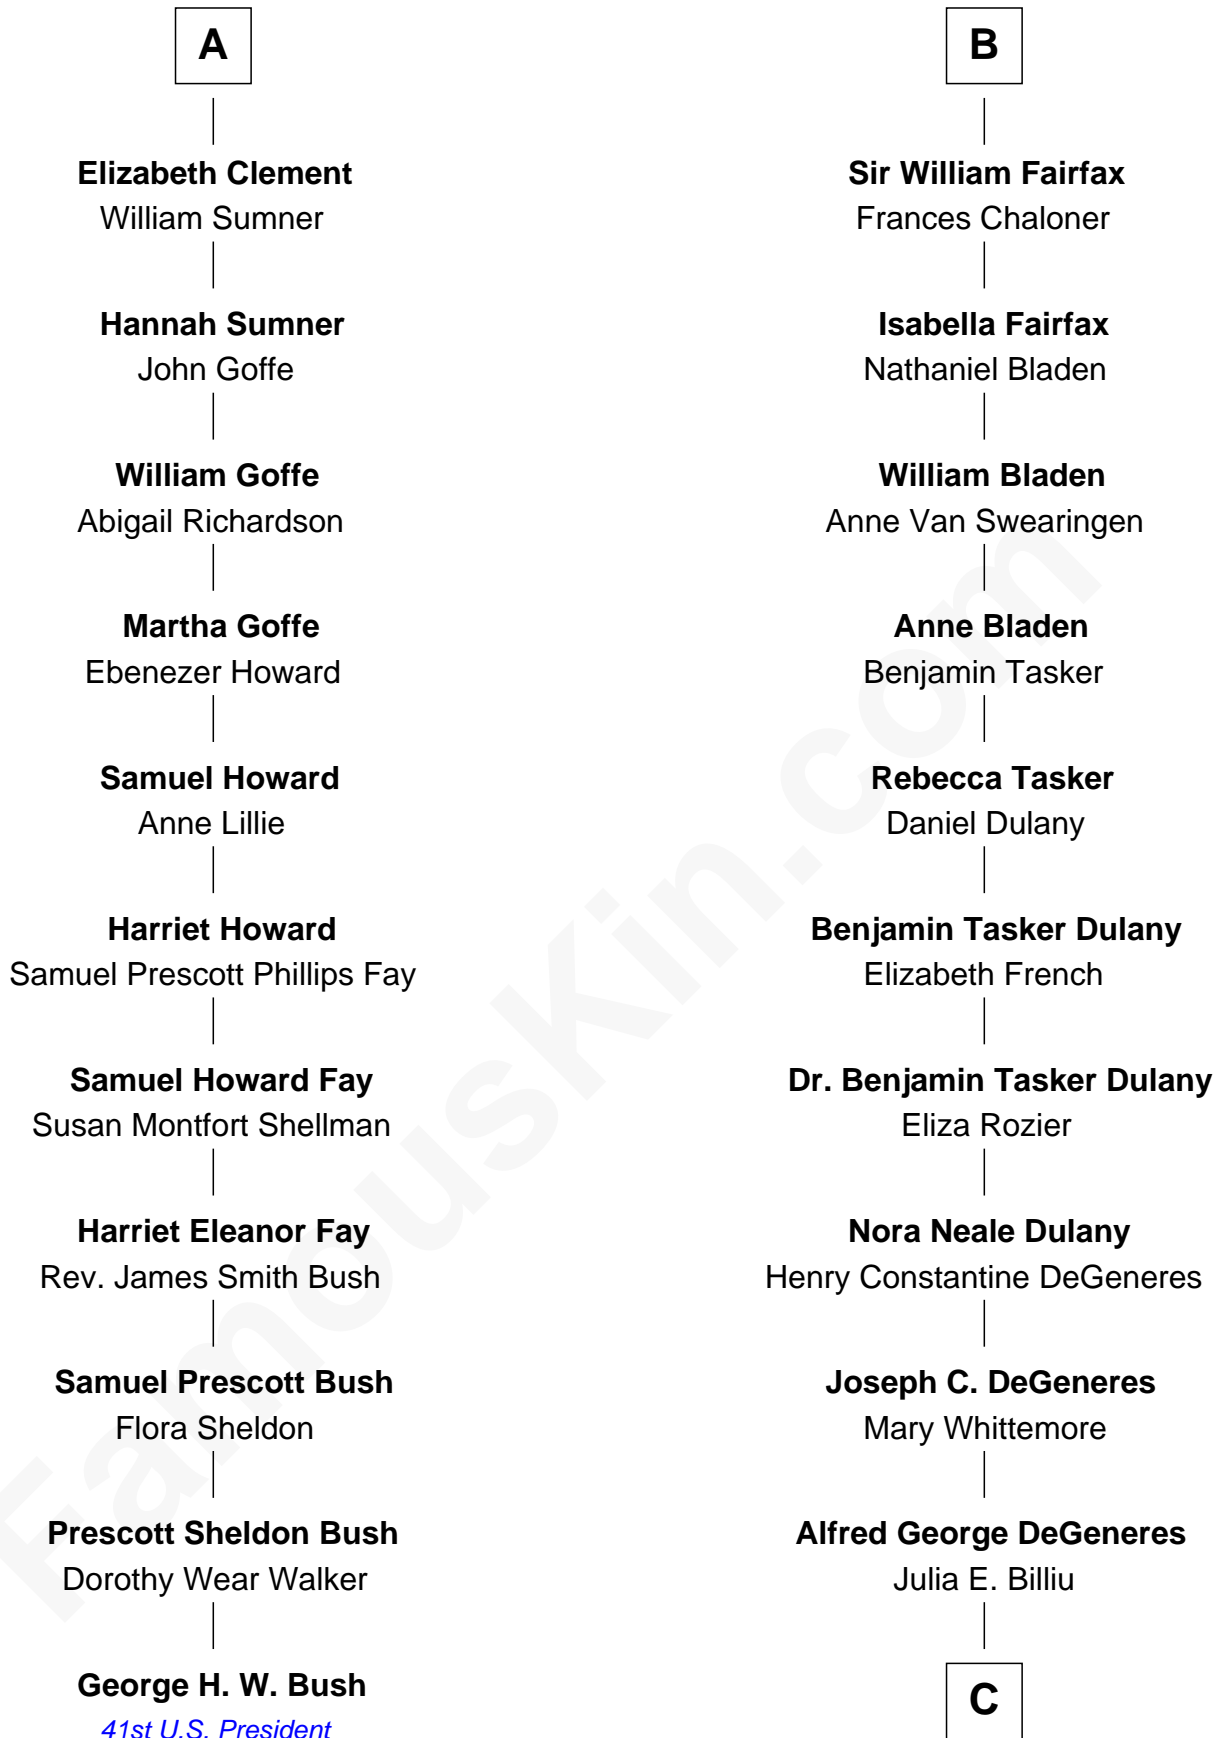 A
Elizabeth Clement
William Sumner
Hannah Sumner
John Goffe
William Goffe
Abigail Richardson
Martha Goffe
Ebenezer Howard
Samuel Howard
Anne Lillie
Harriet Howard
Samuel Prescott Phillips Fay
Samuel Howard Fay
Susan Montfort Shellman
Harriet Eleanor Fay
Rev. James Smith Bush
Samuel Prescott Bush
Flora Sheldon
Prescott Sheldon Bush
Dorothy Wear Walker
George H. W. Bush
41st U.S. President
B
Sir William Fairfax
Frances Chaloner
Isabella Fairfax
Nathaniel Bladen
William Bladen
Anne Van Swearingen
Anne Bladen
Benjamin Tasker
Rebecca Tasker
Daniel Dulany
Benjamin Tasker Dulany
Elizabeth French
Dr. Benjamin Tasker Dulany
Eliza Rozier
Nora Neale Dulany
Henry Constantine DeGeneres
Joseph C. DeGeneres
Mary Whittemore
Alfred George DeGeneres
Julia E. Billiu
C
FamousKin.com